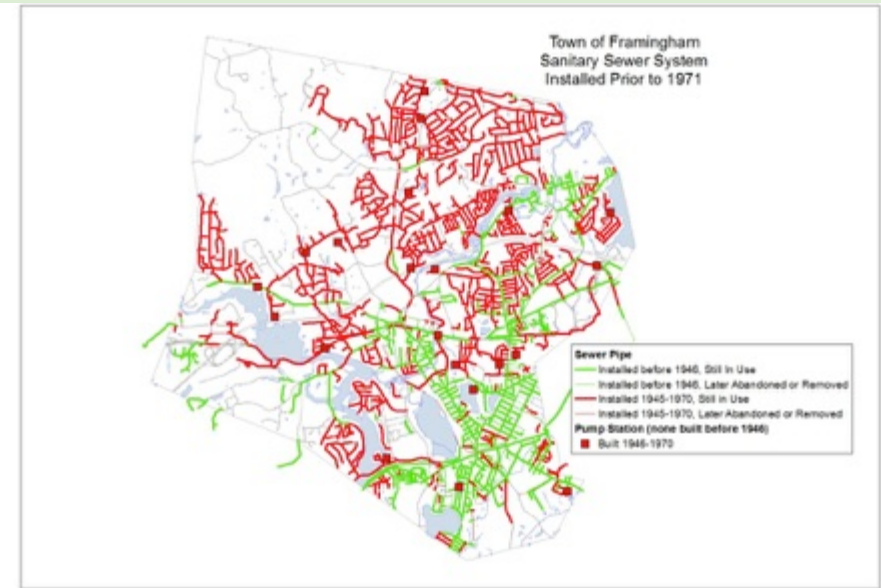 Town of Framingham
Sanitary Sewer System
Installed Prior to 1971
Sewer Pipe
Installed before 1946, Still In Use
Installed before 1946, Later Abandoned or Removed
Installed 1945-1970, Still in Use
Installed 1945-1970, Later Abandoned or Removed
Pump Station (none built before 1946)
Built 1946-1970